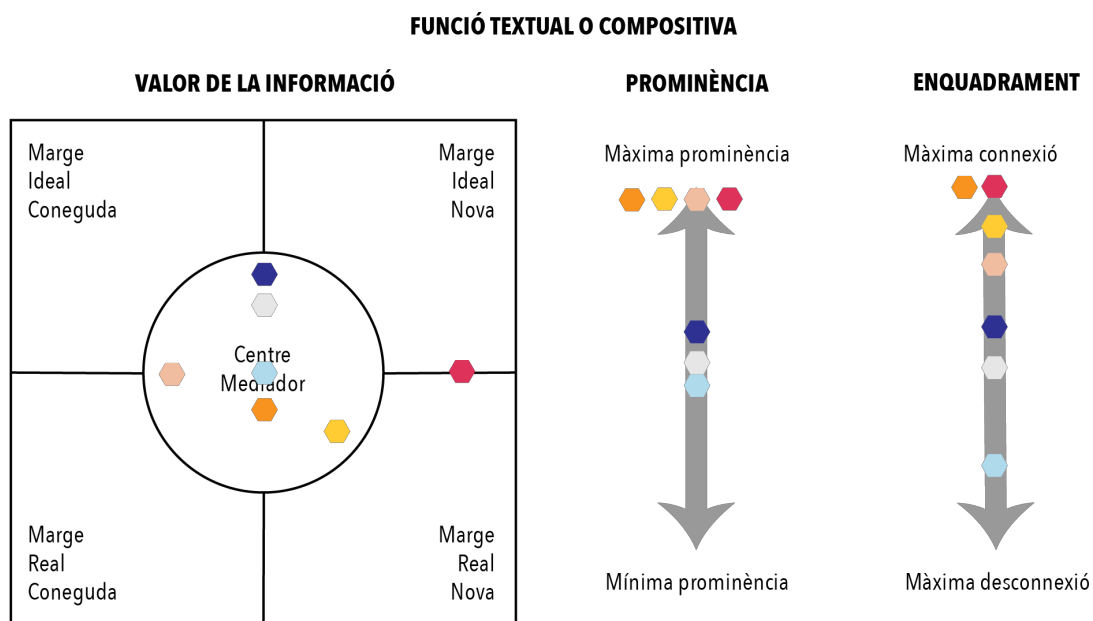 FUNCIÓ TEXTUAL O COMPOSITIVA
VALOR DE LA INFORMACIÓ
PROMINÈNCIA
ENQUADRAMENT
Marge
Ideal
Coneguda
Marge
Ideal
Nova
Centre
Mediador
Marge
Real
Coneguda
Marge
Real
Nova
Màxima prominència
Mínima prominència
Màxima connexió
Màxima desconnexió